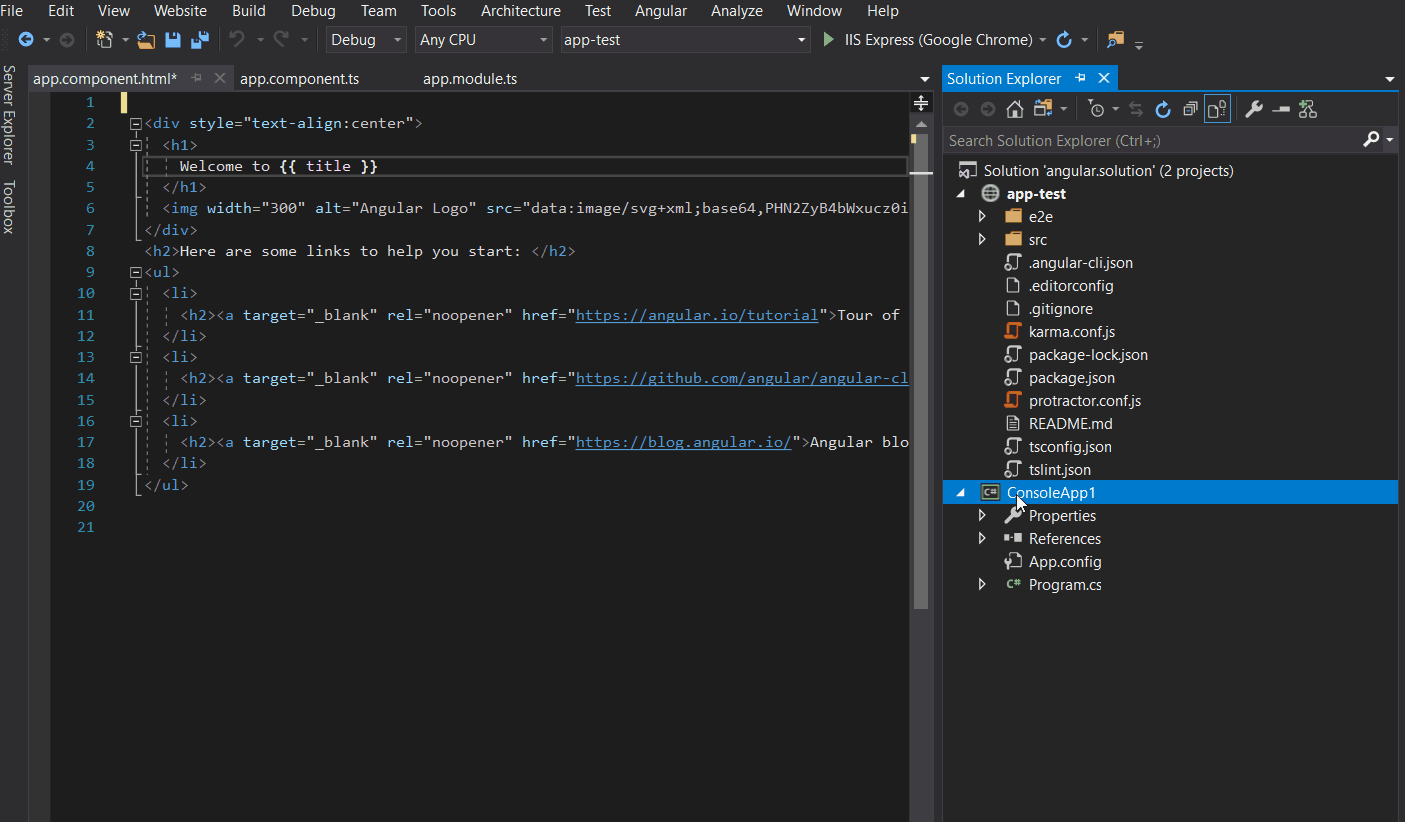 File Edit View Website Build Debug Team Tools Architecture Test Angular Analyze Window Help
Debug Any CPU app-test IIS Express (Google Chrome)
Server Explorer
Toolbox
app.component.html* app.component.ts app.module.ts
1
2 <div style="text-align:center">
3 <h1>
4 Welcome to {{ title }}
5 </h1>
6 <img width="300" alt="Angular Logo" src="data:image/svg+xml;base64,PHN2ZyB4bWxucz0i
7 </div>
8 <h2>Here are some links to help you start: </h2>
9 <ul>
10 <li>
11 <h2><a target="_blank" rel="noopener" href="https://angular.io/tutorial">Tour of
12 </li>
13 <li>
14 <h2><a target="_blank" rel="noopener" href="https://github.com/angular/angular-cl
15 </li>
16 <li>
17 <h2><a target="_blank" rel="noopener" href="https://blog.angular.io/">Angular blo
18 </li>
19 </ul>
20
21
Solution Explorer
Search Solution Explorer (Ctrl+;)
Solution 'angular.solution' (2 projects)
app-test
e2e
src
.angular-cli.json
.editorconfig
.gitignore
karma.conf.js
package-lock.json
package.json
protractor.conf.js
README.md
tsconfig.json
tslint.json
C# ConsoleApp1
Properties
References
App.config
C# Program.cs